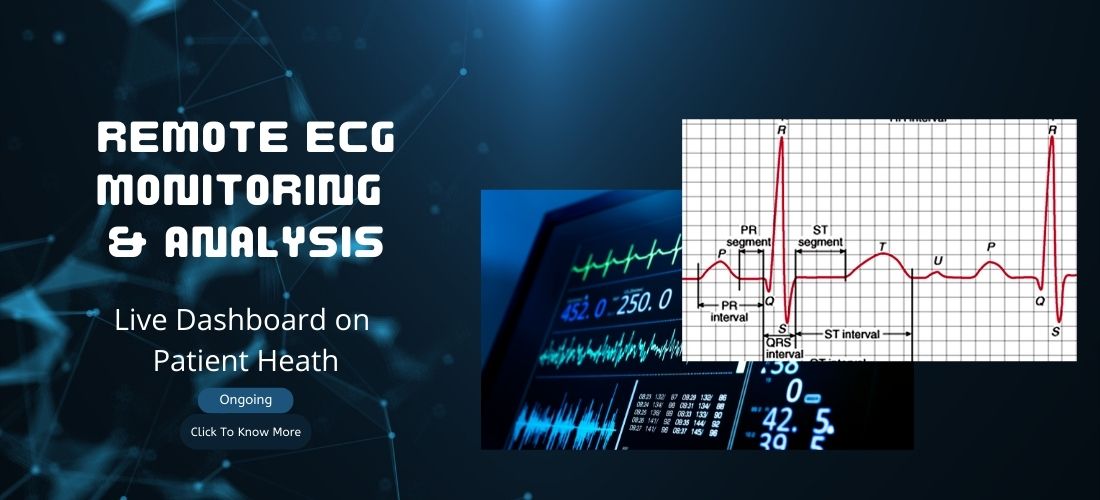 REMOTE ECG
MONITORING
& ANALYSIS
Live Dashboard on
Patient Heath
Ongoing
Click To Know More
452.0
250.0
0
42.
5.
39
R
R
PR
segment
ST
segment
P
T
U
P
PR
interval
Q
S
QRS
interval
ST interval
Q
S